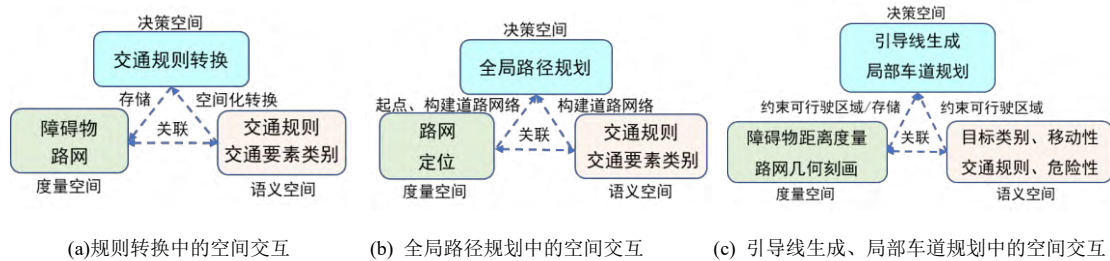 决策空间
交通规则转换
存储
空间化转换
关联
障碍物
路网
交通规则
交通要素类别
度量空间
语义空间
(a)规则转换中的空间交互
决策空间
全局路径规划
起点、构建道路网络
构建道路网络
关联
路网
定位
交通规则
交通要素类别
度量空间
语义空间
(b) 全局路径规划中的空间交互
决策空间
引导线生成
局部车道规划
约束可行驶区域/存储
约束可行驶区域
关联
障碍物距离度量
路网几何刻画
目标类别、移动性
交通规则、危险性
度量空间
语义空间
(c) 引导线生成、局部车道规划中的空间交互